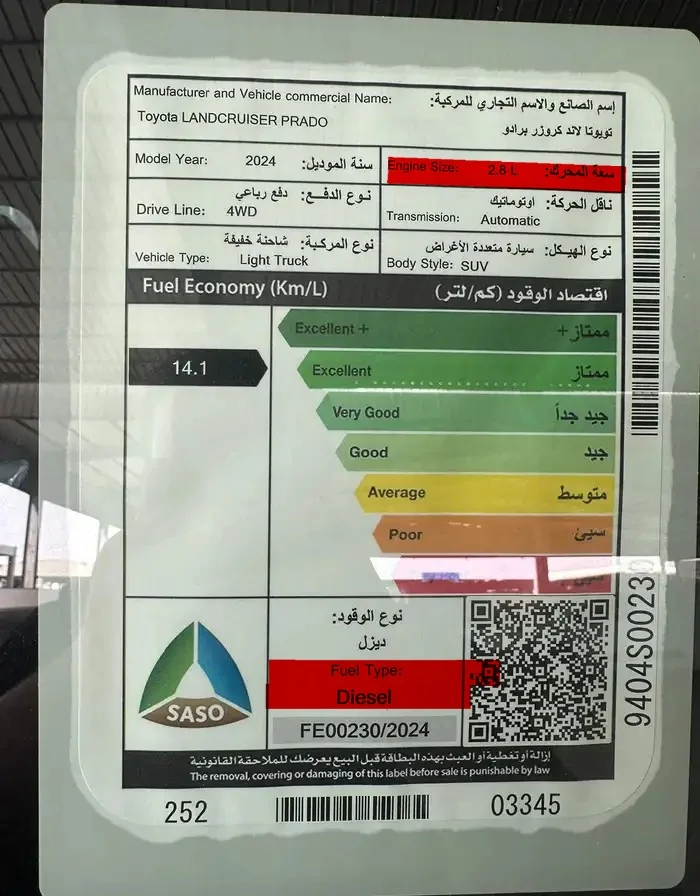 Manufacturer and Vehicle commercial Name: إسم الصانع والاسم التجاري للمركبة:
Toyota LANDCRUISER PRADO تويوتا لاند كروزر برادو
Model Year: 2024 سنة الموديل:
Engine Size: 2.8 L سعة المحرك:
Drive Line: 4WD نوع الدفع: دفع رباعي
Transmission: Automatic ناقل الحركة: اوتوماتيك
Vehicle Type: Light Truck نوع المركبة: شاحنة خفيفة
Body Style: SUV نوع الهيكل: سيارة متعددة الأغراض
Fuel Economy (Km/L) اقتصاد الوقود (كم/لتر)
Excellent + ممتاز +
14.1
Excellent ممتاز
Very Good جيد جداً
Good جيد
Average متوسط
Poor سيئ
نوع الوقود:
ديزل
Fuel Type:
Diesel
SASO
FE00230/2024
9404S0023
إزالة أو تغطية أو العبث بهذه البطاقة قبل البيع يعرضك للملاحقة القانونية
The removal, covering or damaging of this label before sale is punishable by law
252 03345